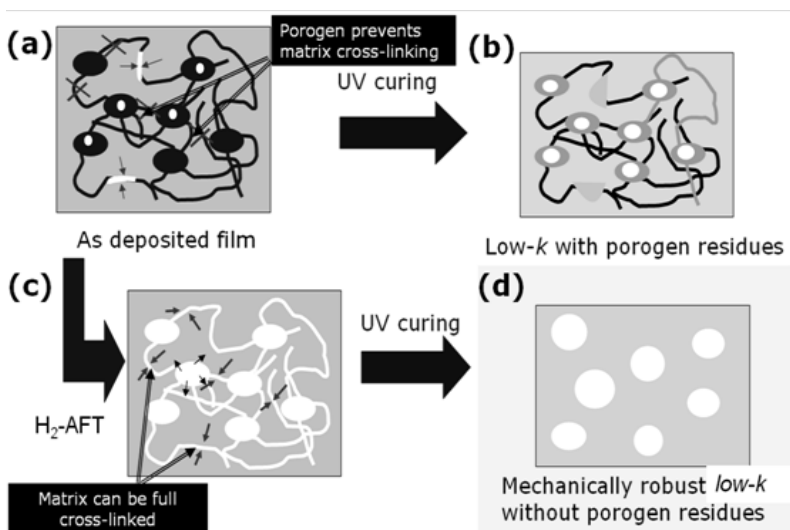 (a)
Porogen prevents
matrix cross-linking
UV curing
(b)
As deposited film
Low-k with porogen residues
(c)
UV curing
(d)
H₂-AFT
Matrix can be full
cross-linked
Mechanically robust low-k
without porogen residues